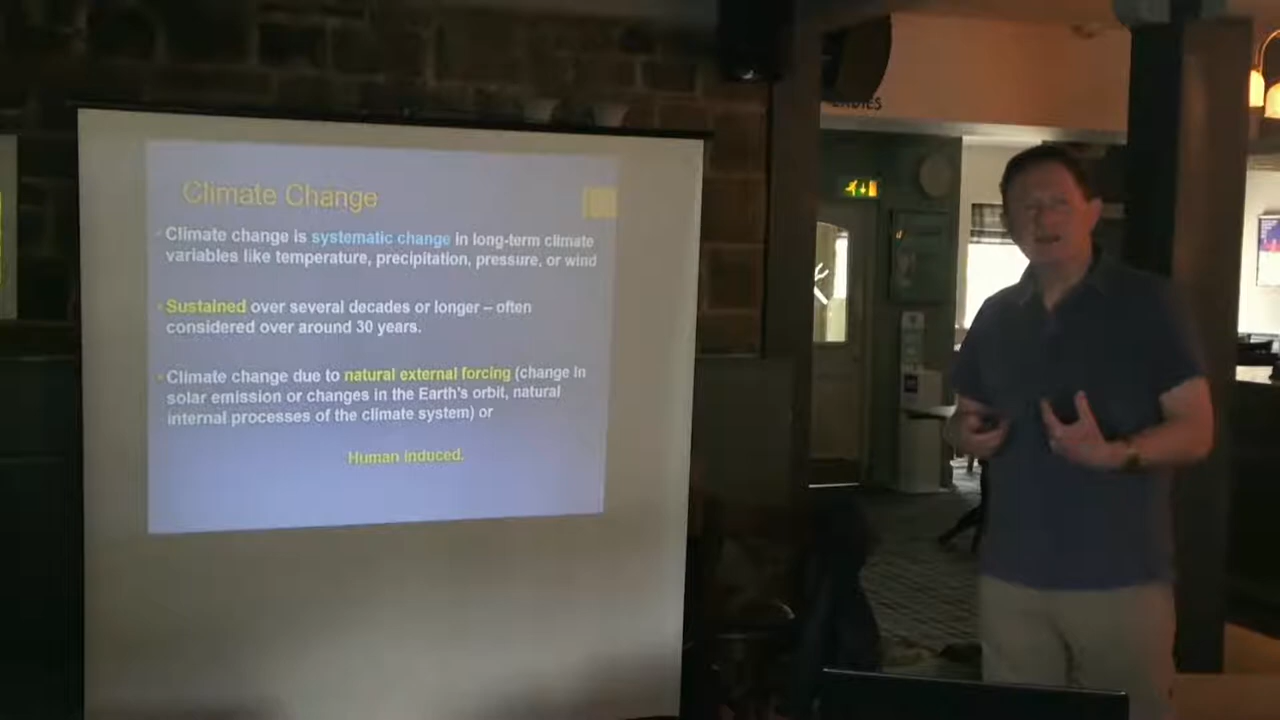 LADIES
Climate Change
Climate change is systematic change in long-term climate
variables like temperature, precipitation, pressure, or wind
Sustained over several decades or longer – often
considered over around 30 years.
Climate change due to natural external forcing (change in
solar emission or changes in the Earth's orbit, natural
internal processes of the climate system) or
Human Induced.